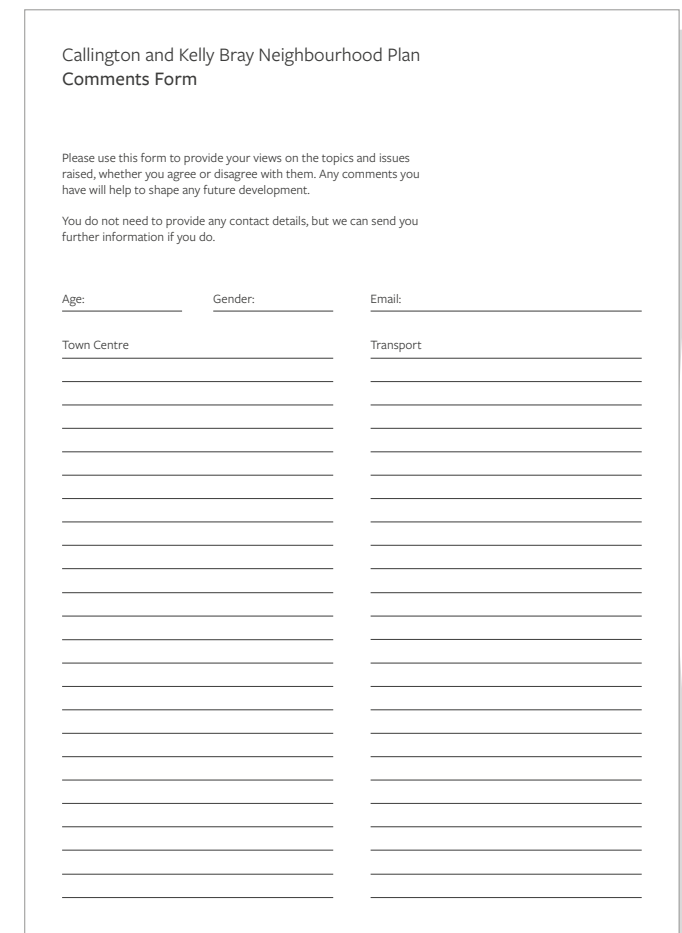 Callington and Kelly Bray Neighbourhood Plan
Comments Form
Please use this form to provide your views on the topics and issues
raised, whether you agree or disagree with them. Any comments you
have will help to shape any future development.
You do not need to provide any contact details, but we can send you
further information if you do.
Age: Gender: Email:
Town Centre
Transport